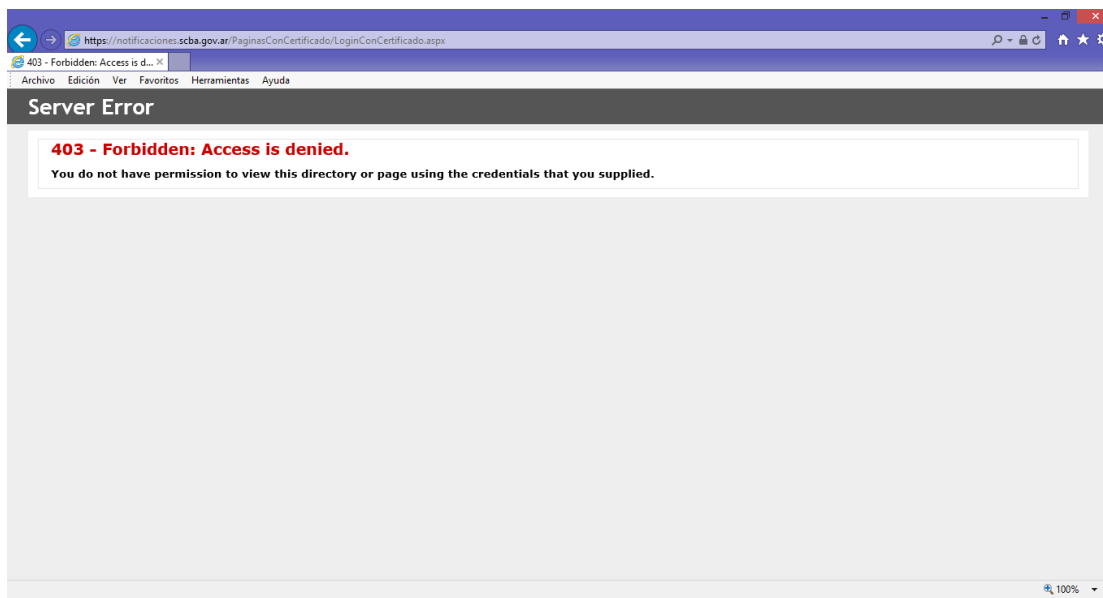 https://notificaciones.scba.gov.ar/PaginasConCertificado/LoginConCertificado.aspx
403 - Forbidden: Access is d...
Archivo Edición Ver Favoritos Herramientas Ayuda
Server Error
403 - Forbidden: Access is denied.
You do not have permission to view this directory or page using the credentials that you supplied.
100%